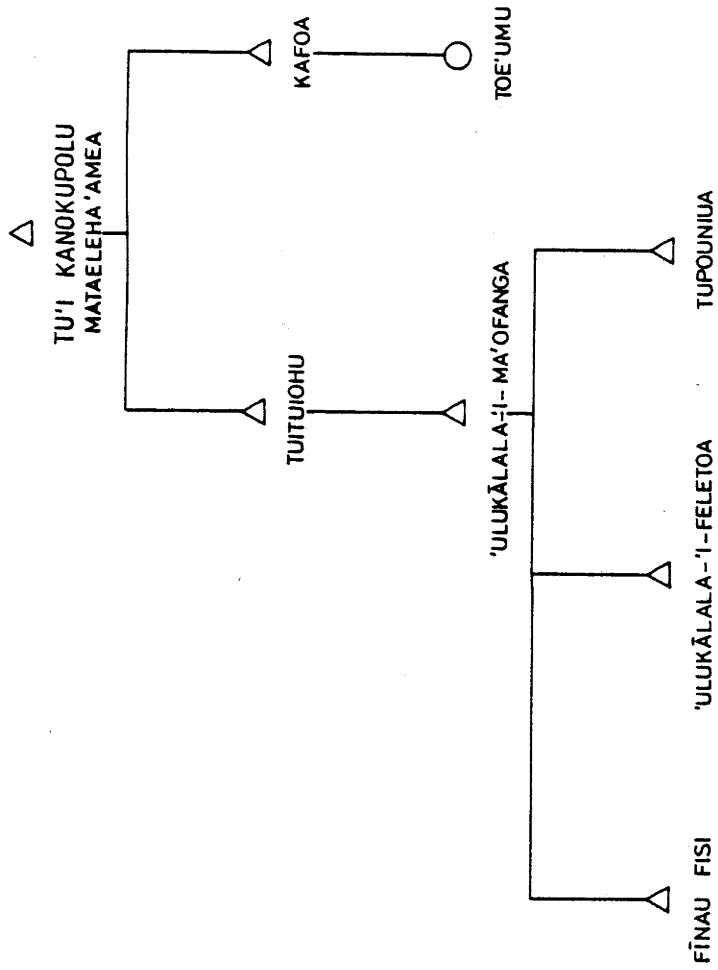 TU'I KANOKUPOLU
MATAELEHA'AMEA
TUITUIOHU
KAFOA
'ULUKĀLALA-'I-MA'OFANGA
TOE'UMU
FĪNAU FISI
'ULUKĀLALA-'I-FELETOA
TUPOUNIUA